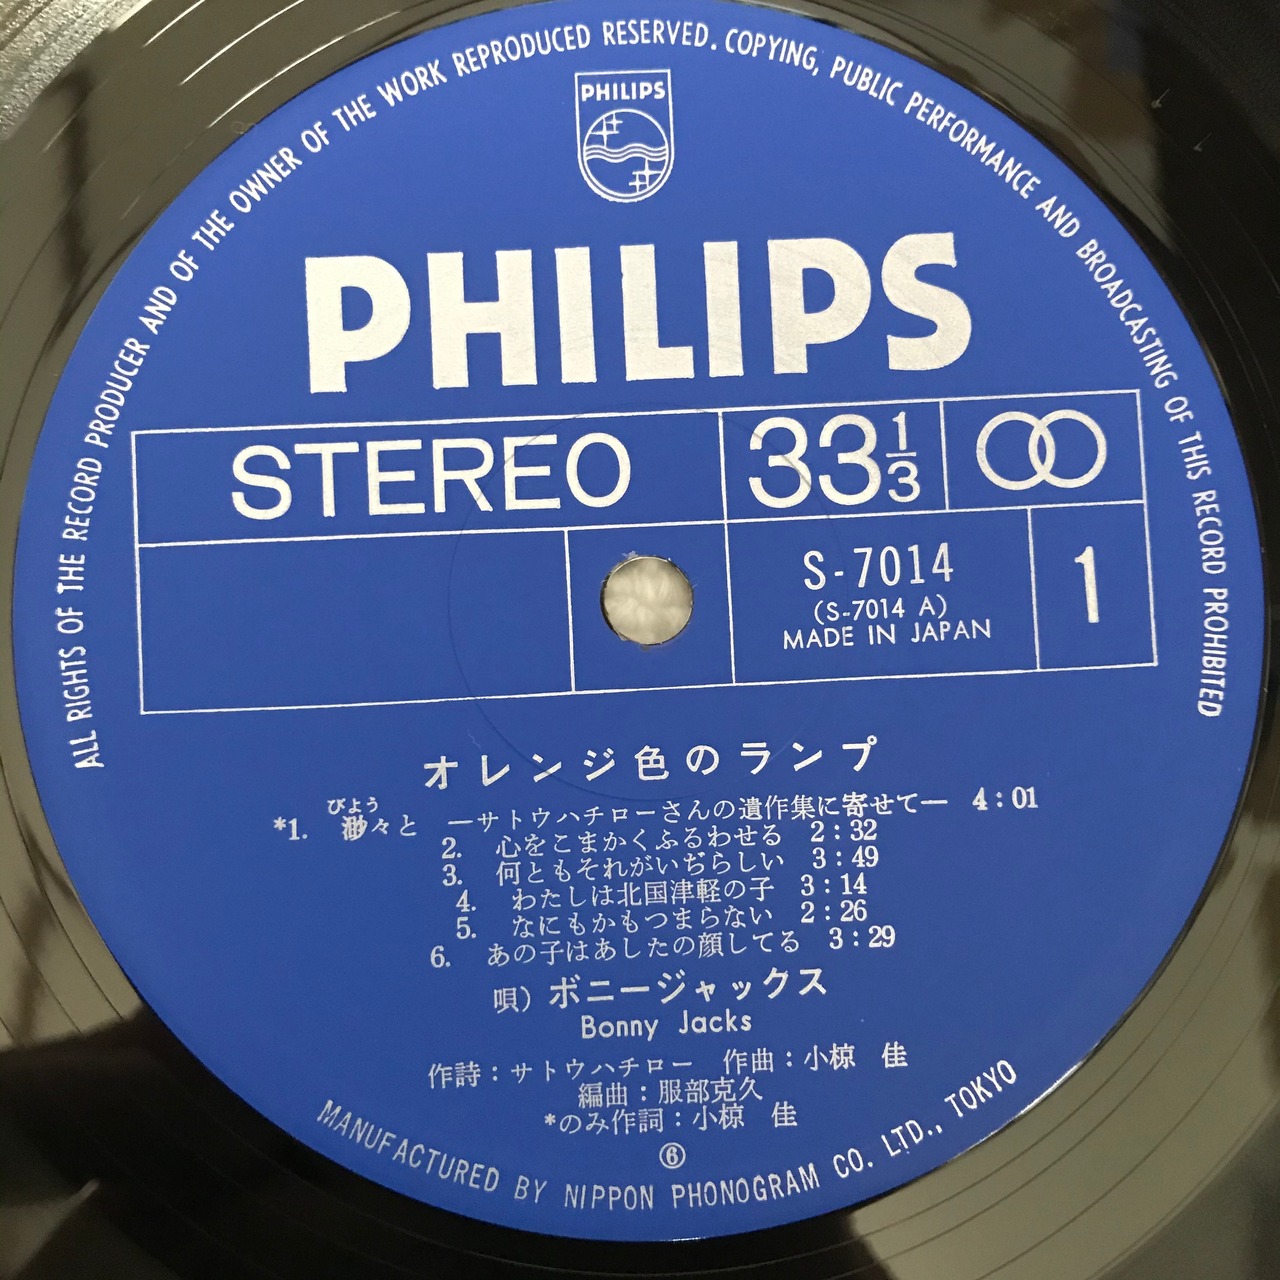 ALL RIGHTS OF THE RECORD PRODUCER AND OF THE OWNER OF THE WORK REPRODUCED RESERVED. COPYING, PUBLIC PERFORMANCE AND BROADCASTING OF THIS RECORD PROHIBITED
PHILIPS
PHILIPS
STEREO 33 1/3
S-7014 1
(S-7014 A)
MADE IN JAPAN
オレンジ色のランプ
びよう
*1. 渺々と ーサトウハチローさんの遺作集に寄せてー 4:01
2. 心をこまかくふるわせる 2:32
3. 何ともそれがいぢらしい 3:49
4. わたしは北国津軽の子 3:14
5. なにもかもつまらない 2:26
6. あの子はあしたの顔してる 3:29
唄) ボニージャックス
Bonny Jacks
作詩:サトウハチロー 作曲:小椋 佳
編曲:服部克久
*のみ作詞:小椋 佳
⑥
MANUFACTURED BY NIPPON PHONOGRAM CO. LTD., TOKYO